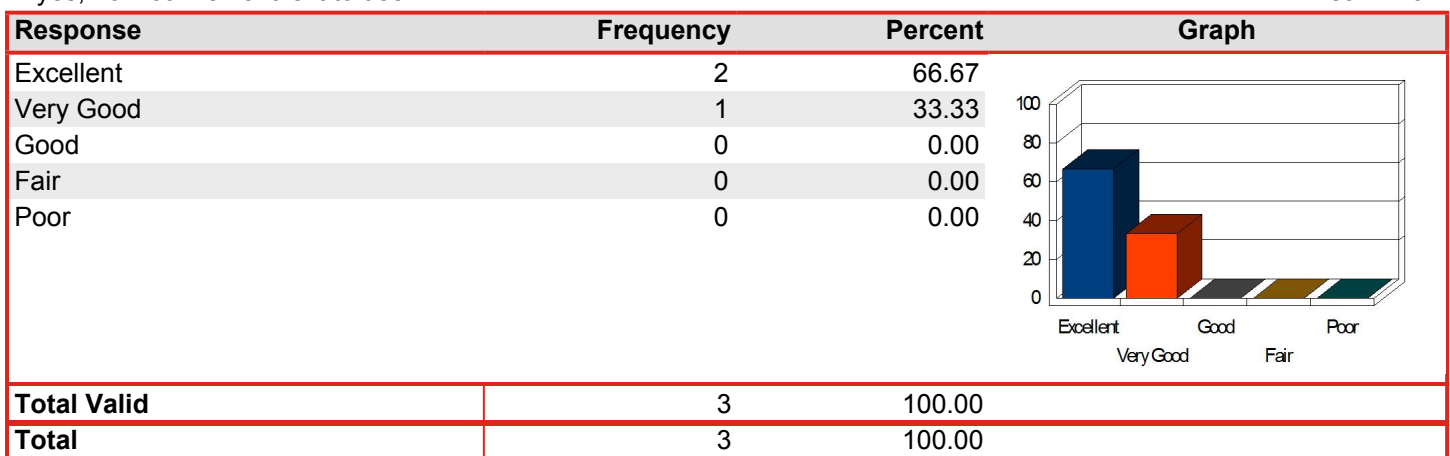 Response Frequency Percent Graph
Excellent 2 66.67
Very Good 1 33.33
Good 0 0.00
Fair 0 0.00
Poor 0 0.00
100
80
60
40
20
0
Excellent Good Poor
Very Good Fair
Total Valid 3 100.00
Total 3 100.00